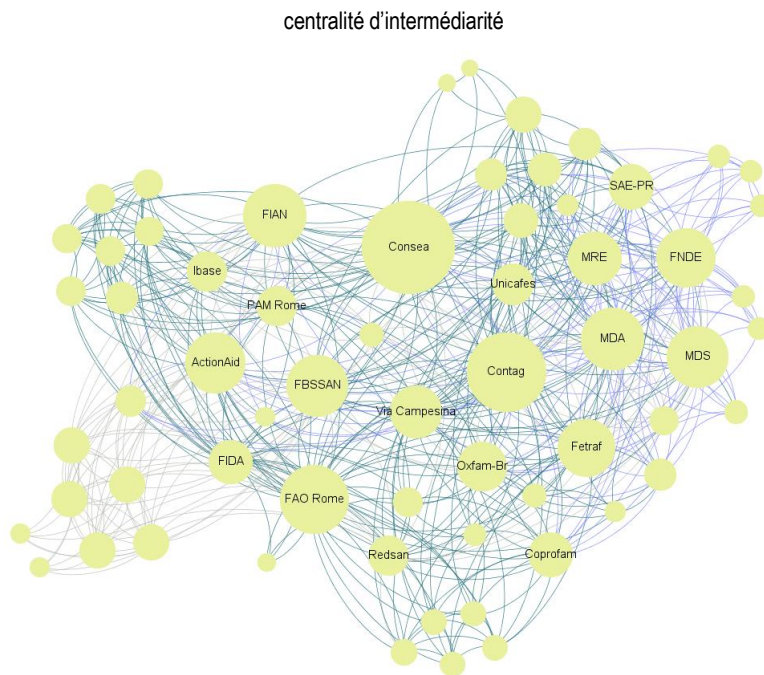 centralité d'intermédiarité
SAE-PR
FIAN
Consea
MRE
FNDE
Ibase
Unicafes
PAM Rome
MDA
MDS
ActionAid
Contag
FBSSAN
Via Campesina
Fetraf
FIDA
Oxfam-Br
FAO Rome
Redsan
Coprofam